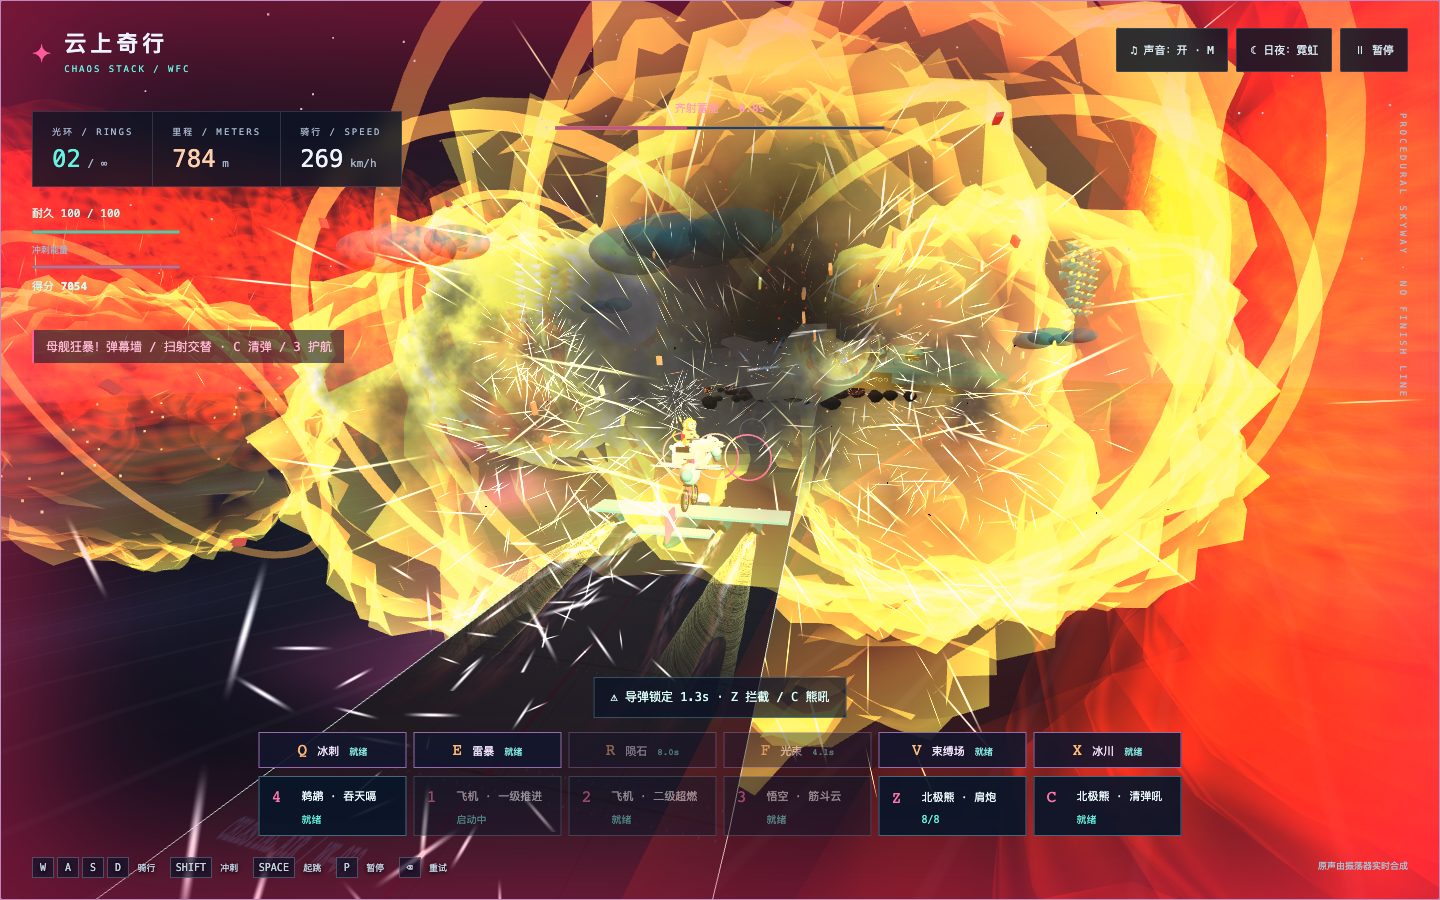 云上奇行
CHAOS STACK / WFC
♫ 声音: 开 · M
☾ 日夜: 霓虹
⏸ 暂停
光环 / RINGS
02 / ∞
里程 / METERS
784 m
骑行 / SPEED
269 km/h
耐久 100 / 100
冲刺能量
得分 7054
母舰狂暴! 弹幕墙 / 扫射交替 · C 清弹 / 3 护航
PROCEDURAL SKYWAY · NO FINISH LINE
⚠ 导弹锁定 1.3s · Z 拦截 / C 熊吼
Q 冰刺 就绪
E 雷暴 就绪
R 陨石 8.0s
F 光束 4.1s
V 束缚场 就绪
X 冰川 就绪
4 鹈鹕 · 吞天嗝
就绪
1 飞机 · 一级推进
启动中
2 飞机 · 二级超燃
就绪
3 悟空 · 筋斗云
就绪
Z 北极熊 · 肩炮
8/8
C 北极熊 · 清弹吼
就绪
W A S D 骑行 SHIFT 冲刺 SPACE 起跳 P 暂停 ⌫ 重试
原声由振荡器实时合成